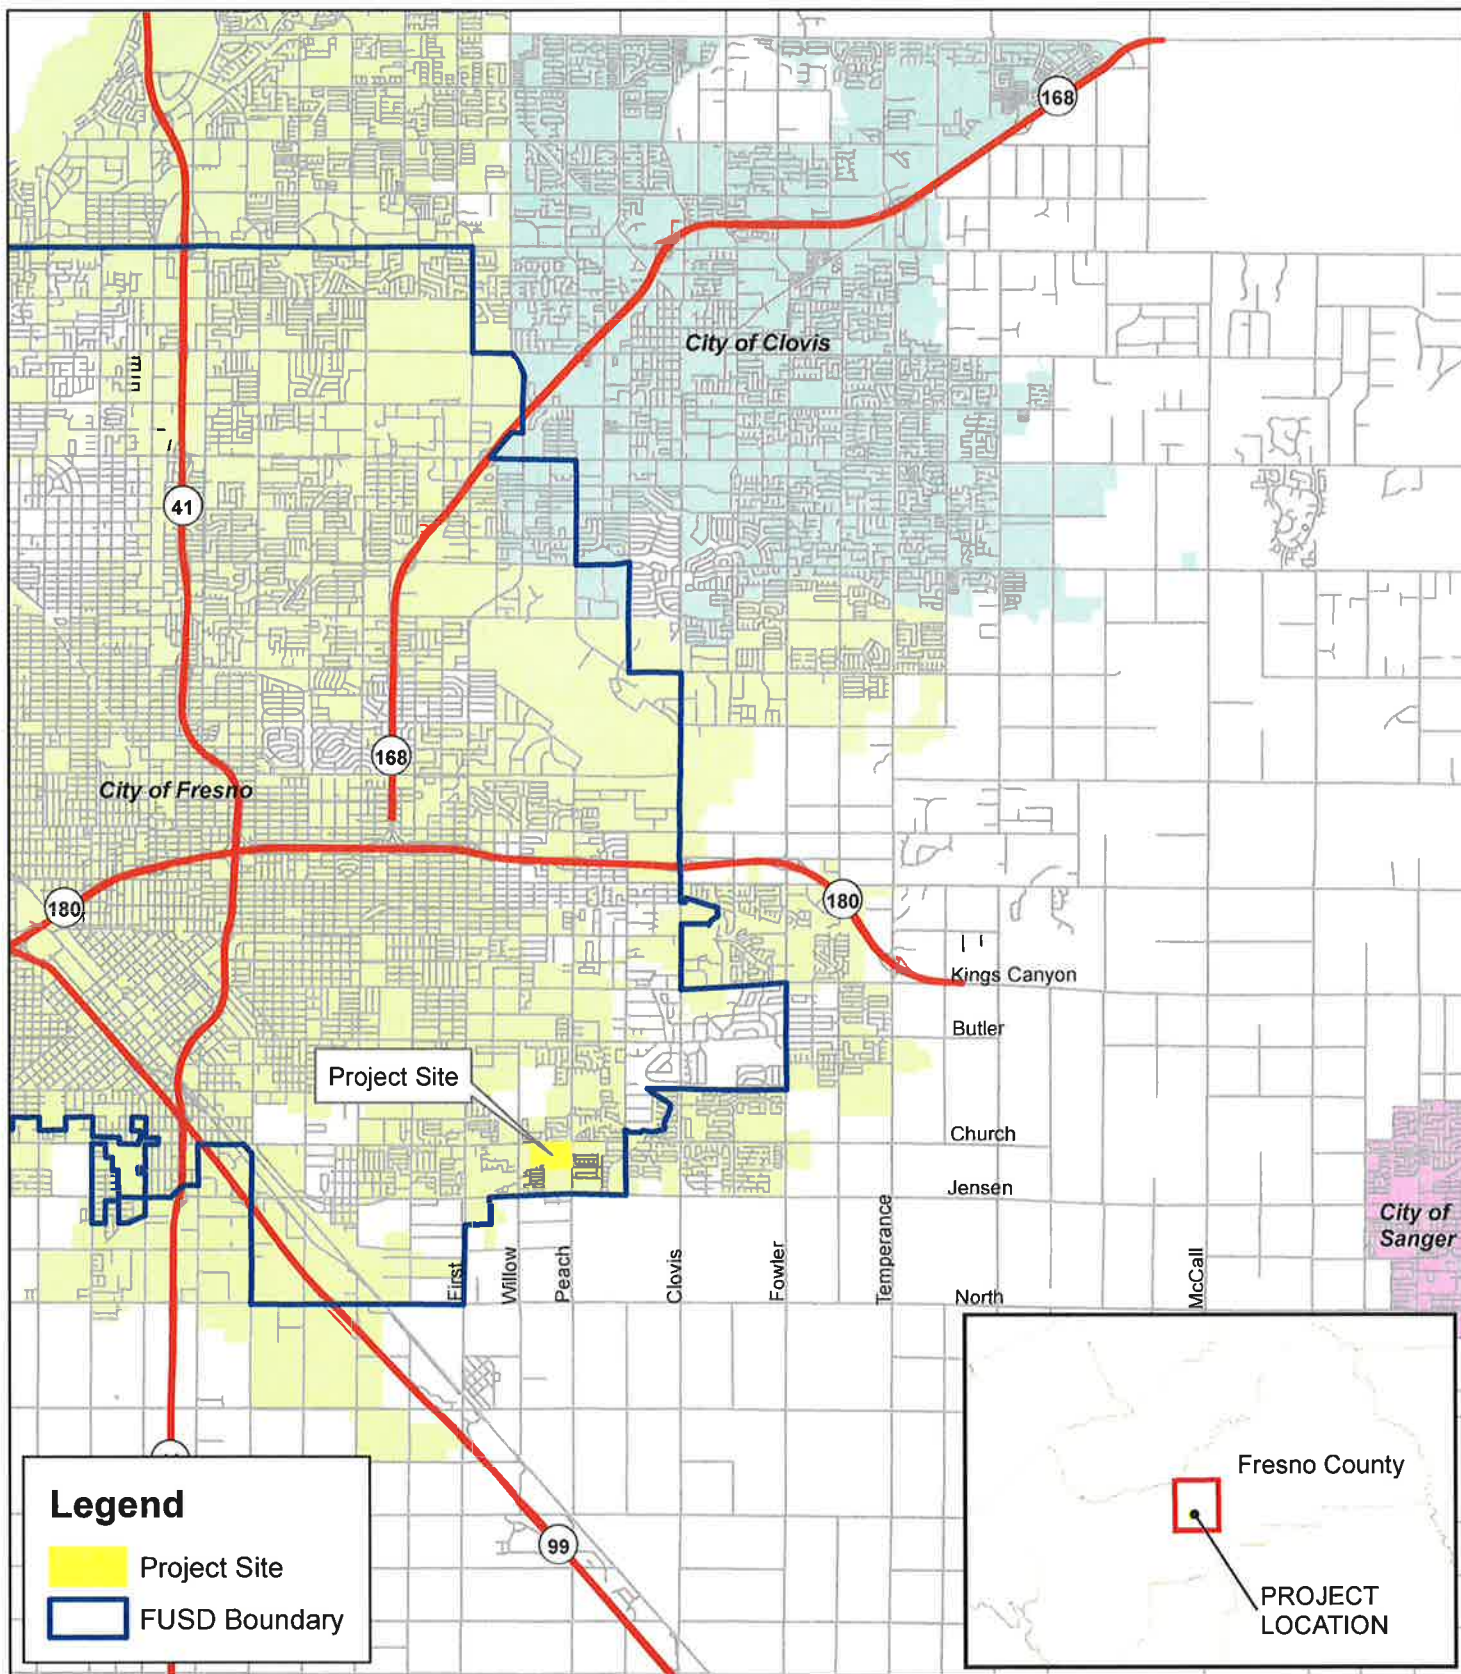 168
City of Clovis
41
168
City of Fresno
180
180
Kings Canyon
Butler
Project Site
Church
Jensen
City of
Sanger
First
Willow
Peach
Clovis
Fowler
Temperance
McCall
North
99
Legend
Project Site
FUSD Boundary
Fresno County
PROJECT
LOCATION